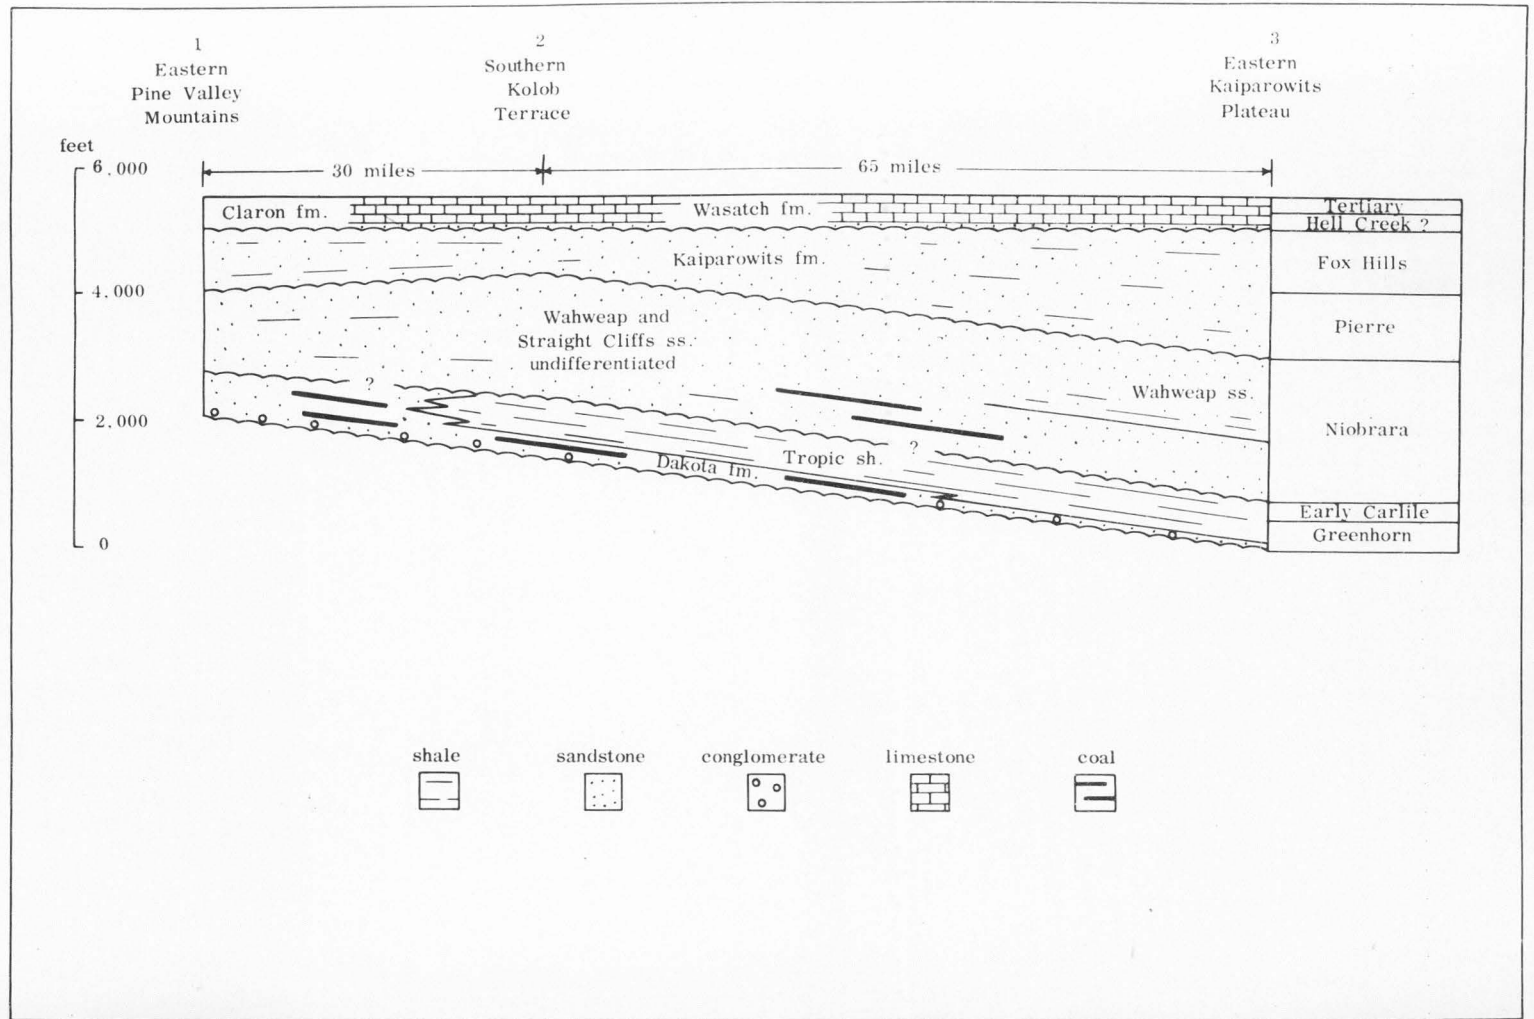 1
Eastern
Pine Valley
Mountains
2
Southern
Kolob
Terrace
3
Eastern
Kaiparowits
Plateau
feet
6,000
4,000
2,000
0
30 miles
65 miles
Claron fm.
Wasatch fm.
Kaiparowits fm.
Wahweap and
Straight Cliffs ss.
undifferentiated
Wahweap ss.
?
?
Tropic sh.
Dakota fm.
Tertiary
Hell Creek ?
Fox Hills
Pierre
Niobrara
Early Carlile
Greenhorn
shale
sandstone
conglomerate
limestone
coal